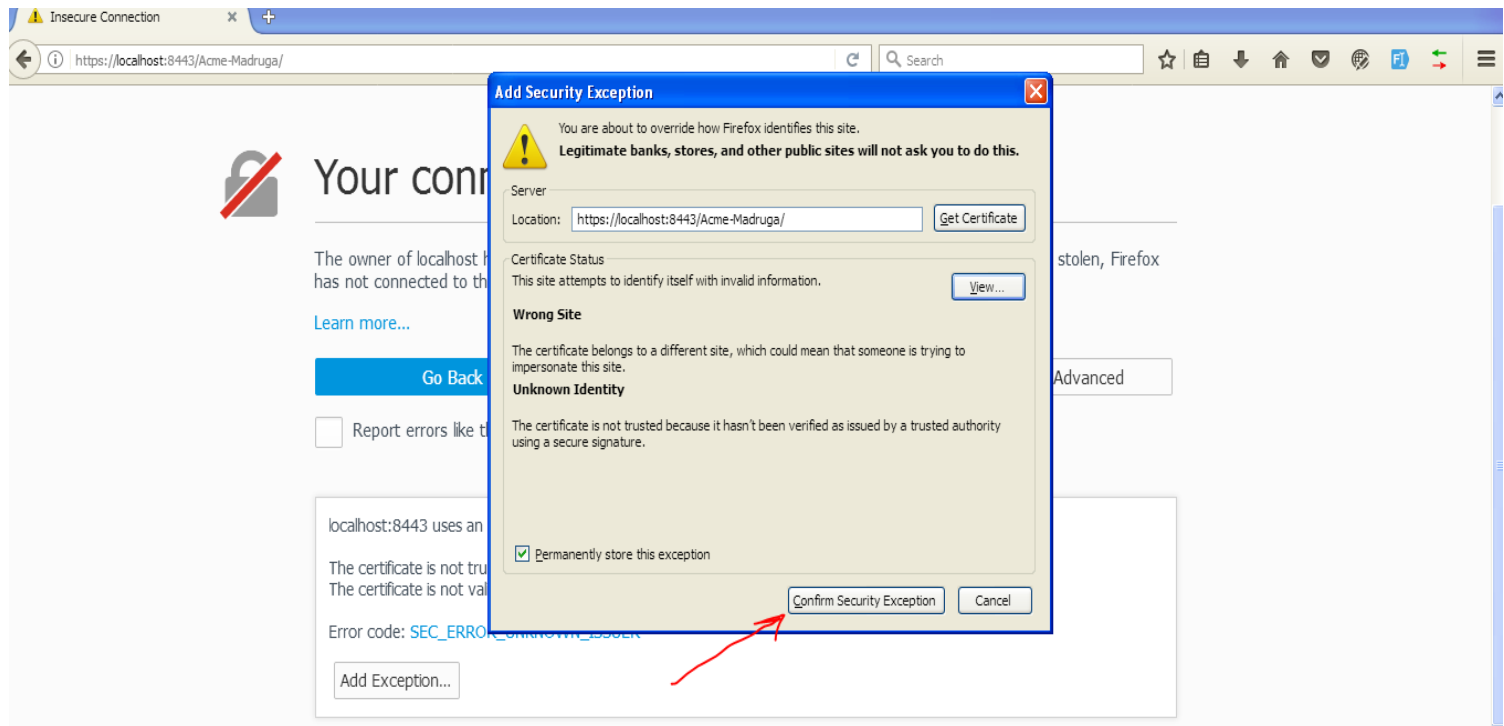 Insecure Connection
https://localhost:8443/Acme-Madruga/
Search
Add Security Exception
You are about to override how Firefox identifies this site.
Legitimate banks, stores, and other public sites will not ask you to do this.
Server
Location: https://localhost:8443/Acme-Madruga/ Get Certificate
Certificate Status
This site attempts to identify itself with invalid information.
View...
Wrong Site
The certificate belongs to a different site, which could mean that someone is trying to
impersonate this site.
Unknown Identity
The certificate is not trusted because it hasn't been verified as issued by a trusted authority
using a secure signature.
Permanently store this exception
Confirm Security Exception Cancel
Your
The owner of localhost
stolen, Firefox
has not connected to
Learn more...
Go Back
Advanced
Report errors like
localhost:8443 uses an
The certificate is not
The certificate is not
Error code: SEC_ERROR_UNKNOWN_ISSUER
Add Exception...